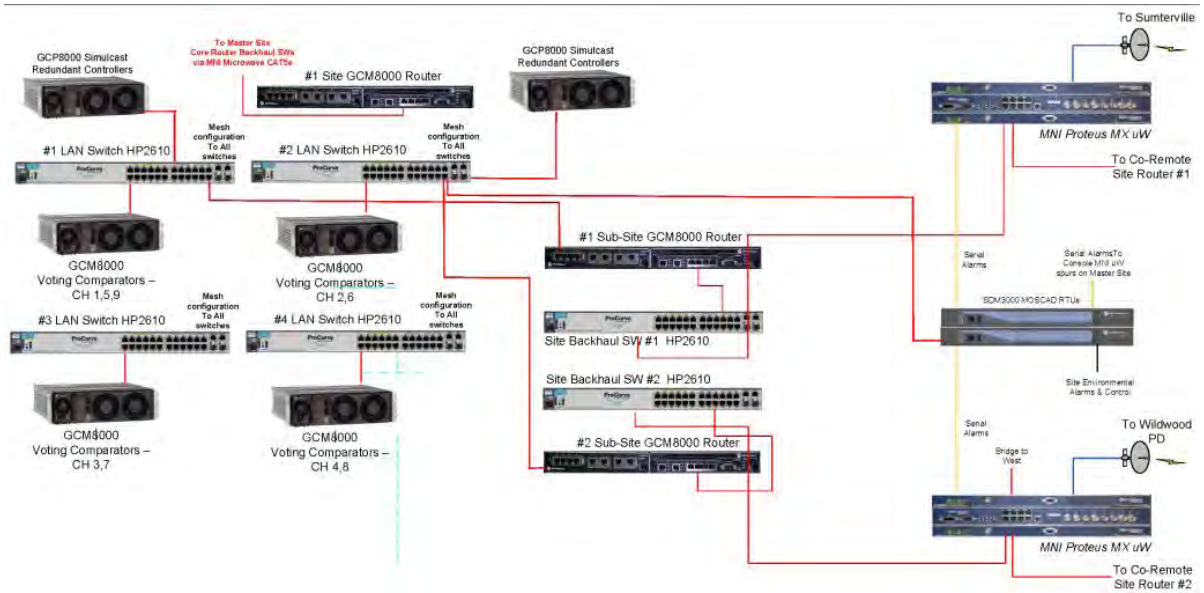 To Sumterville
To Master Site
Core Router Backhaul SWs
via MNI Microwave CAT5e
GCP8000 Simulcast
Redundant Controllers
#1 Site GCM8000 Router
GCP8000 Simulcast
Redundant Controllers
MNI Proteus MX uW
Mesh
configuration
To All
switches
#1 LAN Switch HP2610
ProCurve
Mesh
configuration
To All
switches
#2 LAN Switch HP2610
ProCurve
To Co-Remote
Site Router #1
GCM8000
Voting Comparators –
CH 1,5,9
GCM8000
Voting Comparators –
CH 2,6
#1 Sub-Site GCM8000 Router
Serial
Alarms
Serial AlarmsTo
Console MNI uW
spurs on Master Site
SDM3000 MOSCAD RTUs
Mesh
configuration
To All
switches
#3 LAN Switch HP2610
ProCurve
Mesh
configuration
To All
switches
#4 LAN Switch HP2610
ProCurve
ProCurve
Site Backhaul SW #1 HP2610
Site Backhaul SW #2 HP2610
ProCurve
Site Environmental
Alarms & Control
GCM8000
Voting Comparators –
CH 3,7
GCM8000
Voting Comparators –
CH 4,8
#2 Sub-Site GCM8000 Router
Serial
Alarms
Bridge to
West
To Wildwood
PD
MNI Proteus MX uW
To Co-Remote
Site Router #2